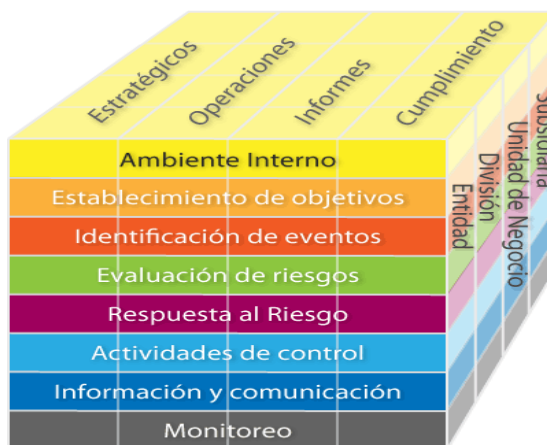 Estratégicos
Operaciones
Informes
Cumplimiento
Ambiente Interno
Establecimiento de objetivos
Identificación de eventos
Evaluación de riesgos
Respuesta al Riesgo
Actividades de control
Información y comunicación
Monitoreo
Entidad
División
Unidad de Negocio
Subsidiaria